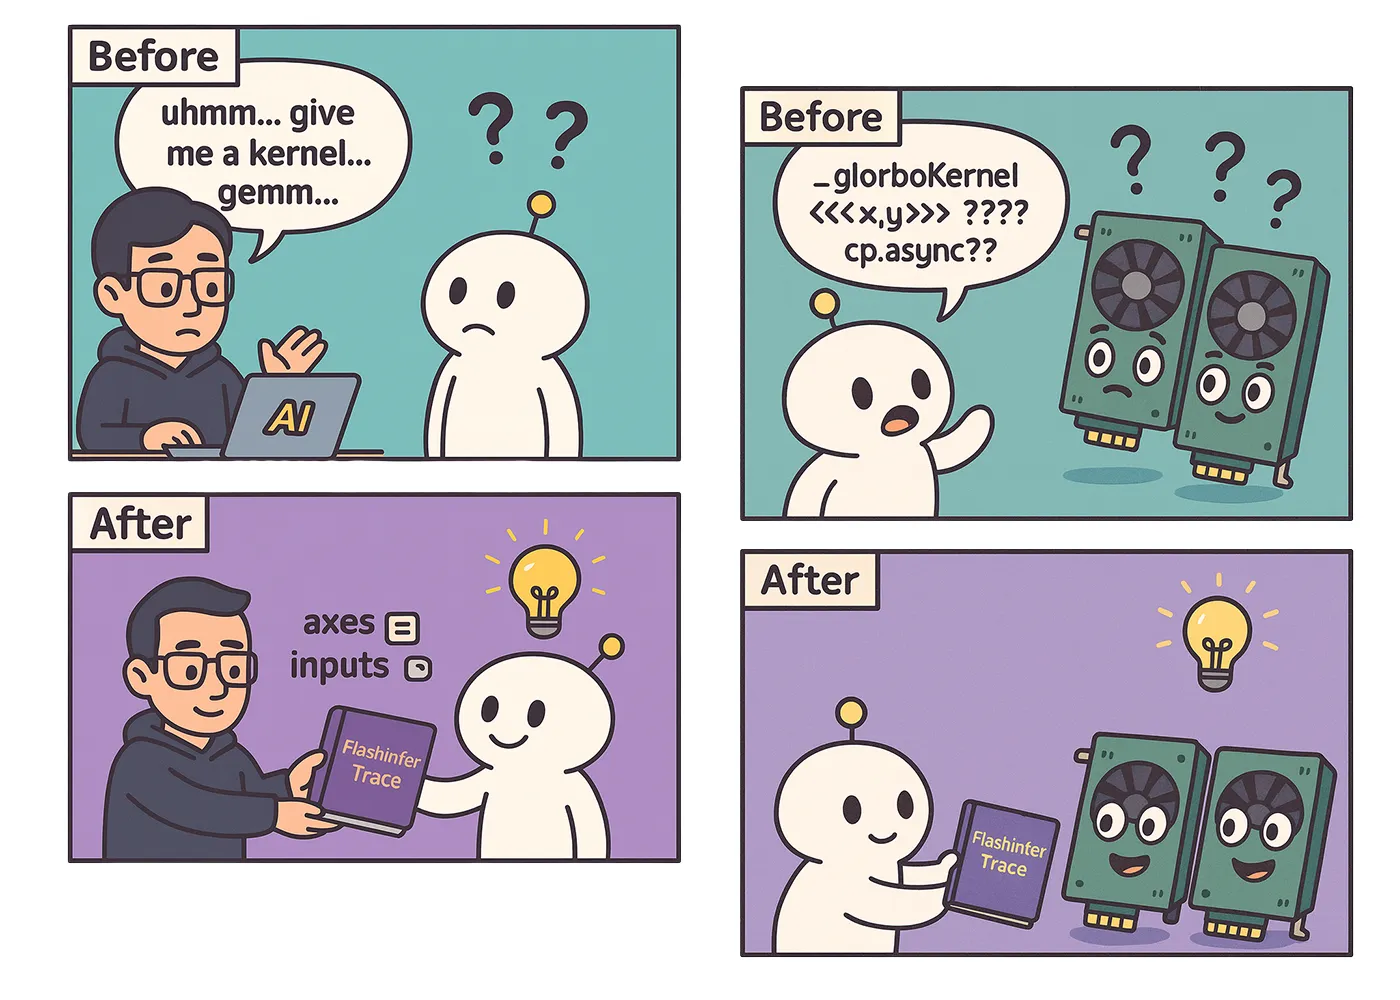 Before
uhmm... give
me a kernel...
gemm...
? ?
AI
After
axes =
inputs
Flashinfer
Trace
Before
_glorboKernel
<<<x,y>>> ????
cp.async??
? ? ?
After
Flashinfer
Trace